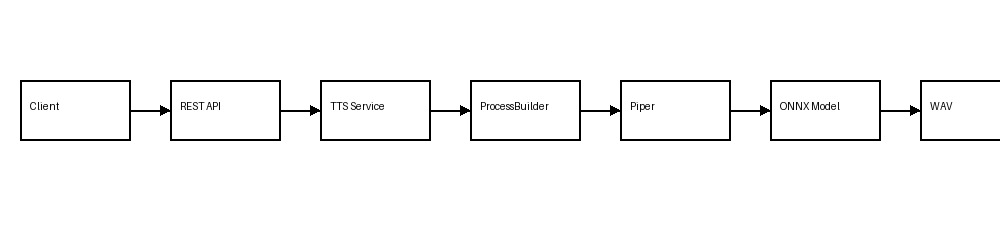 Client
REST API
TTS Service
ProcessBuilder
Piper
ONNX Model
WAV